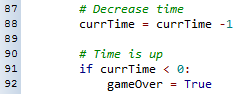 87 # Decrease time
88 currTime = currTime -1
89
90 # Time is up
91 if currTime < 0:
92 gameOver = True